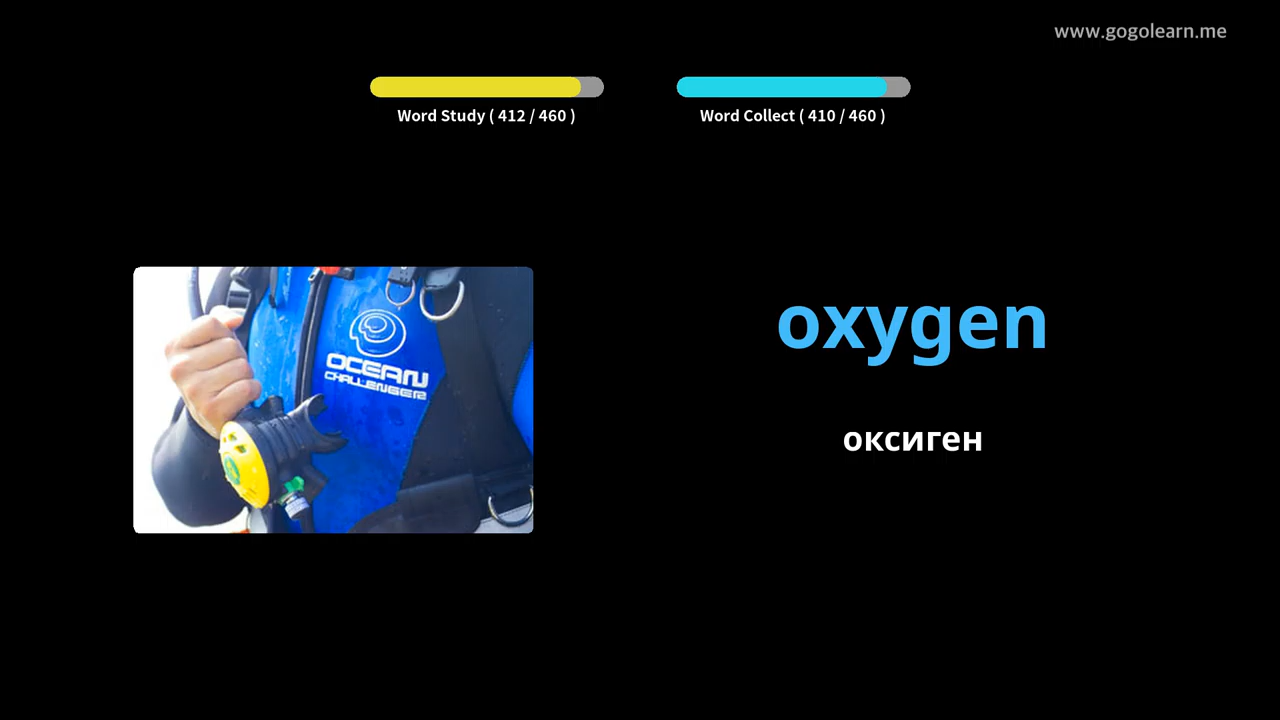 www.gogolearn.me
Word Study ( 412 / 460 )
Word Collect ( 410 / 460 )
OCEAN
CHALLENGER
oxygen
оксиген